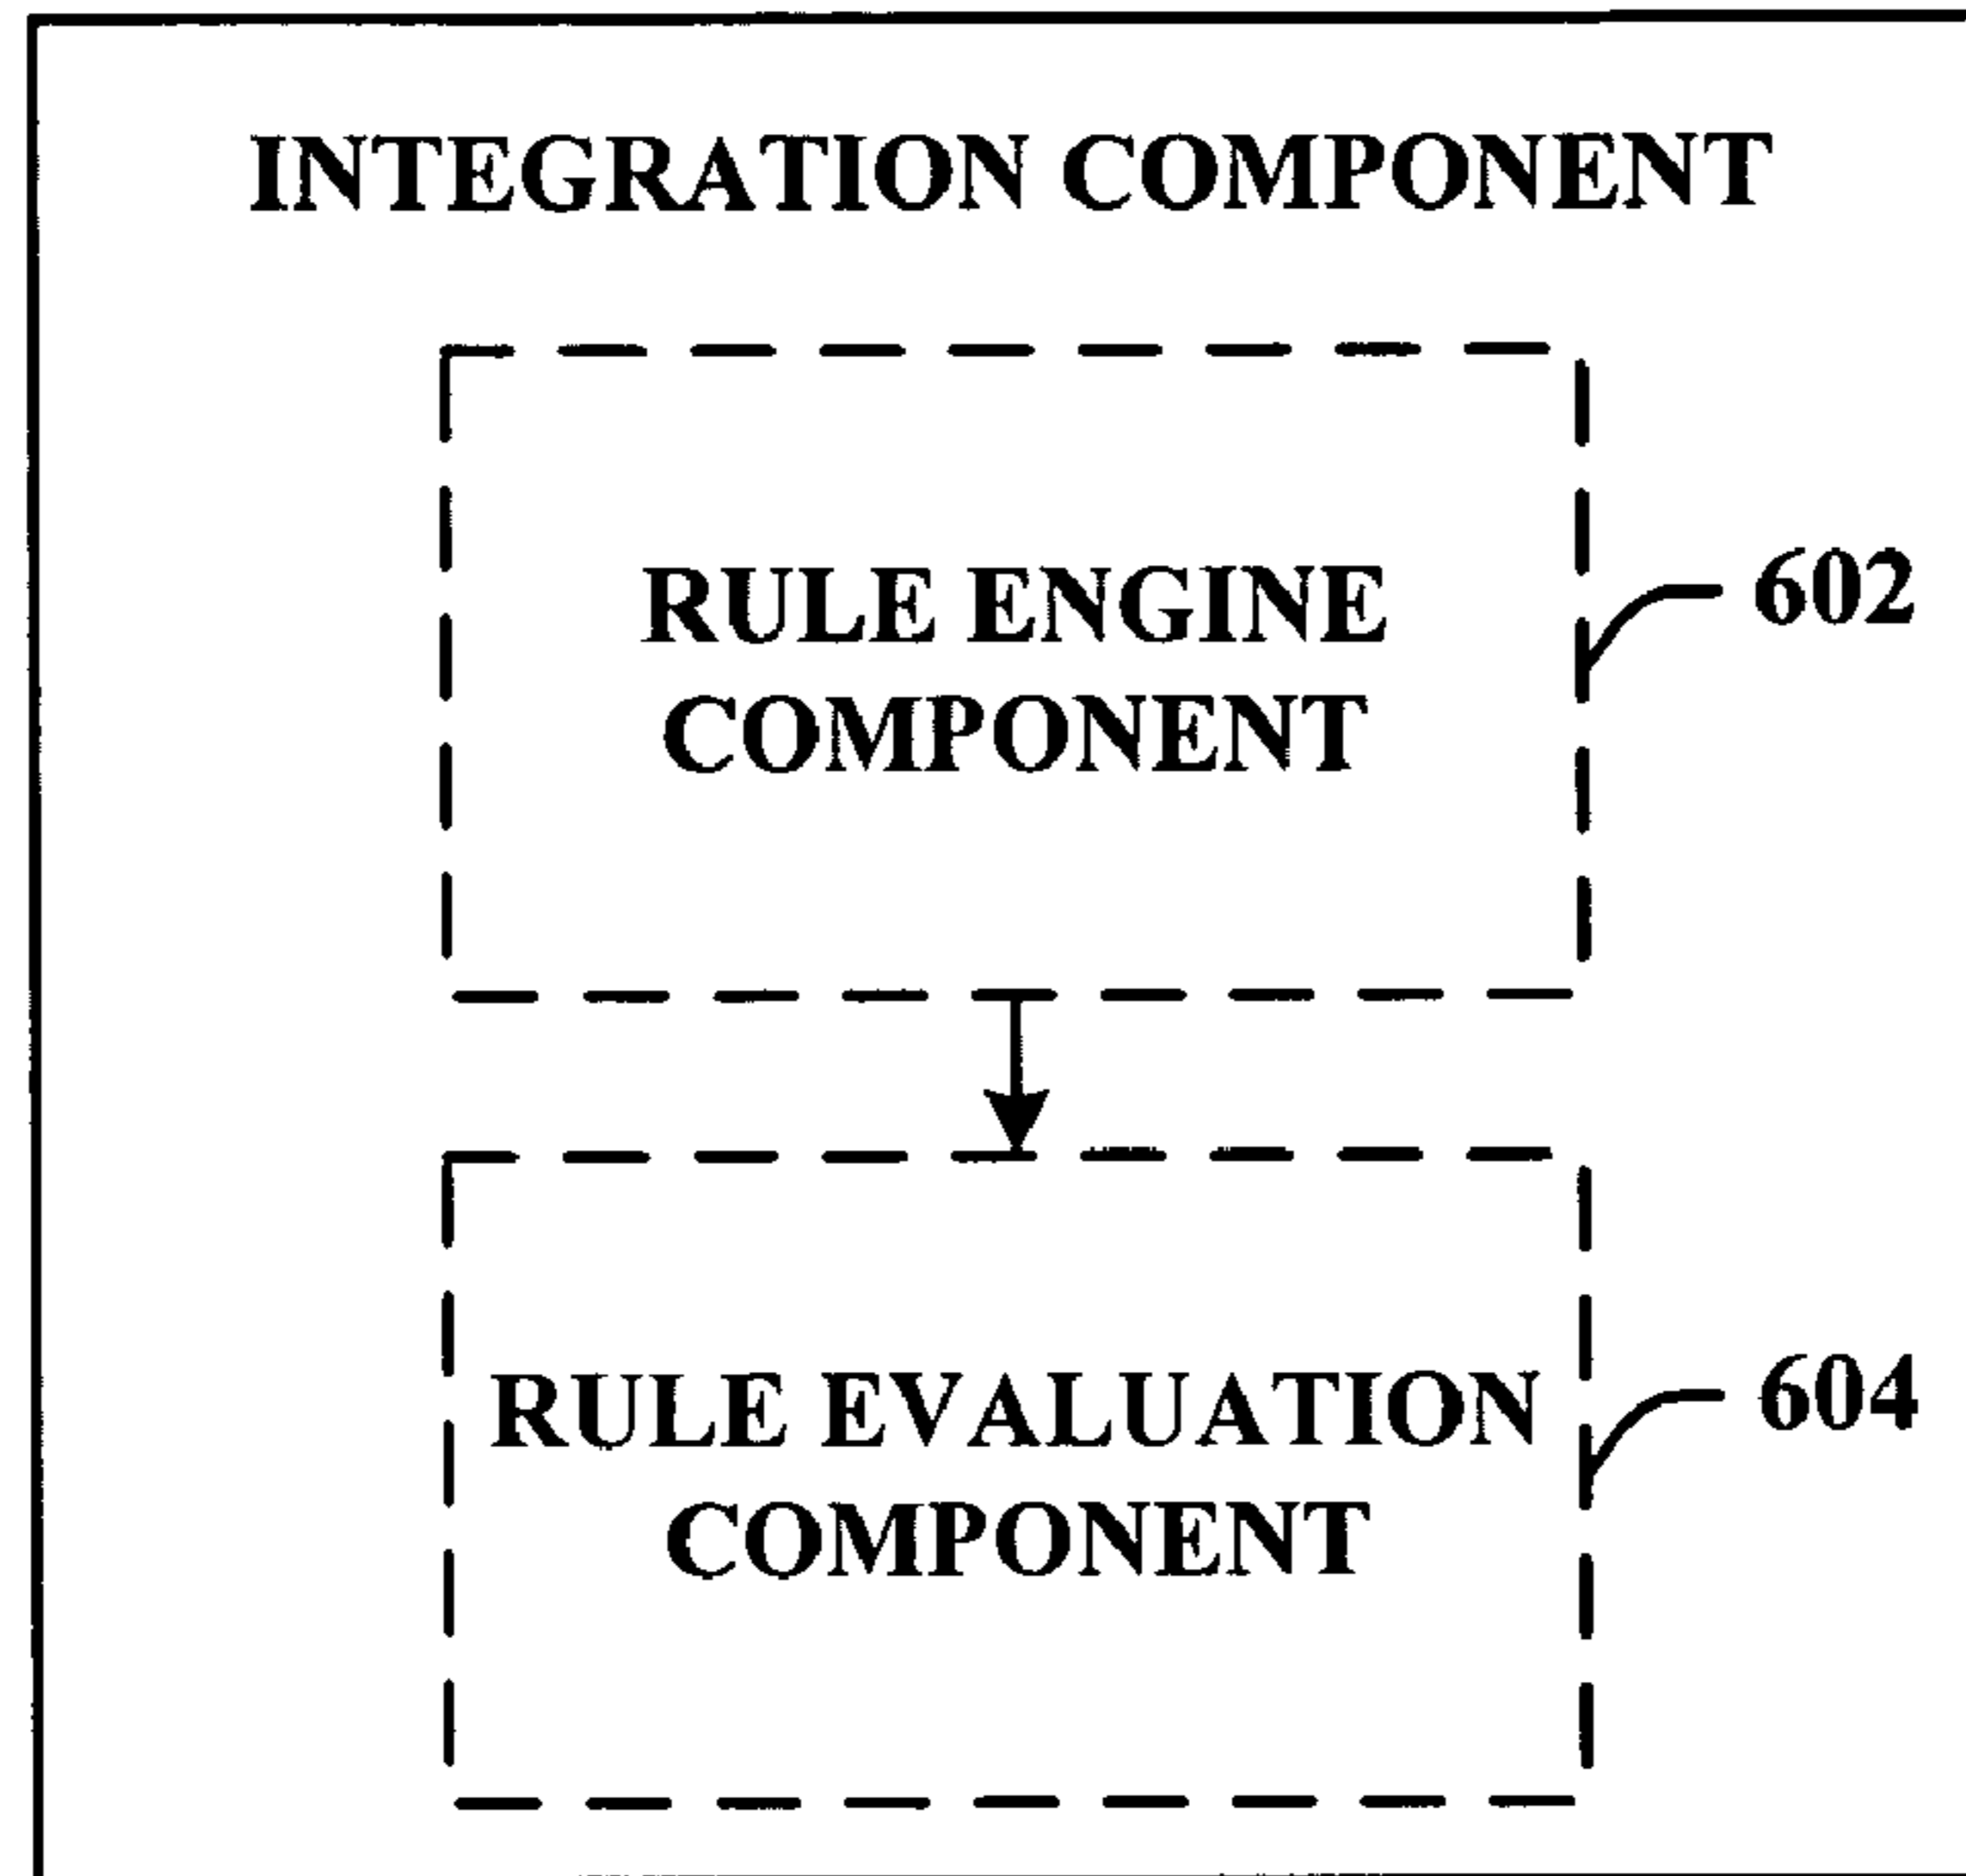 INTEGRATION COMPONENT
RULE ENGINE
COMPONENT
602
RULE EVALUATION
COMPONENT
604